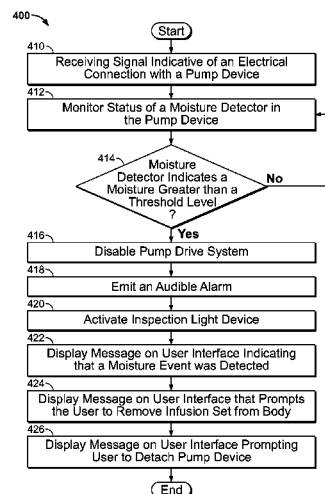 400
Start
410
Receiving Signal Indicative of an Electrical
Connection with a Pump Device
412
Monitor Status of a Moisture Detector in
the Pump Device
414
Moisture
Detector Indicates a
Moisture Greater than a
Threshold Level
?
No
Yes
416
Disable Pump Drive System
418
Emit an Audible Alarm
420
Activate Inspection Light Device
422
Display Message on User Interface Indicating
that a Moisture Event was Detected
424
Display Message on User Interface that Prompts
the User to Remove Infusion Set from Body
426
Display Message on User Interface Prompting
User to Detach Pump Device
End